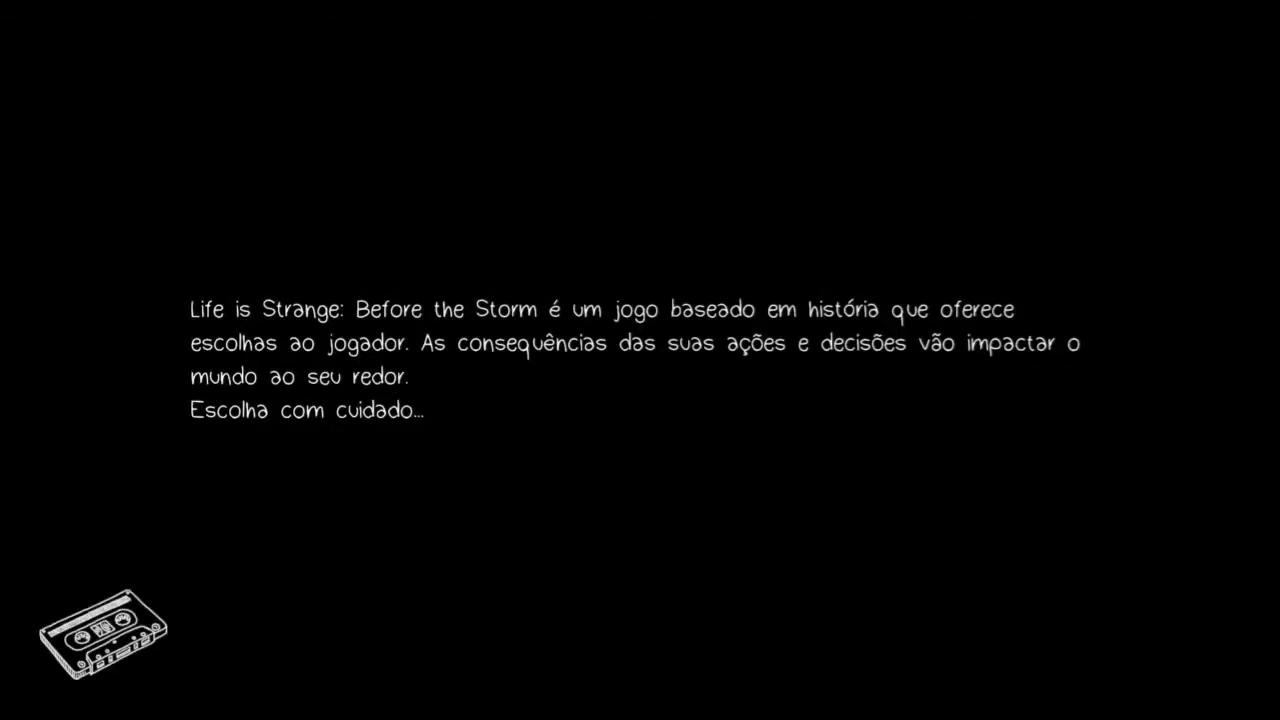 Life is Strange: Before the Storm é um jogo baseado em história que oferece
escolhas ao jogador. As consequências das suas ações e decisões vão impactar o
mundo ao seu redor.
Escolha com cuidado...